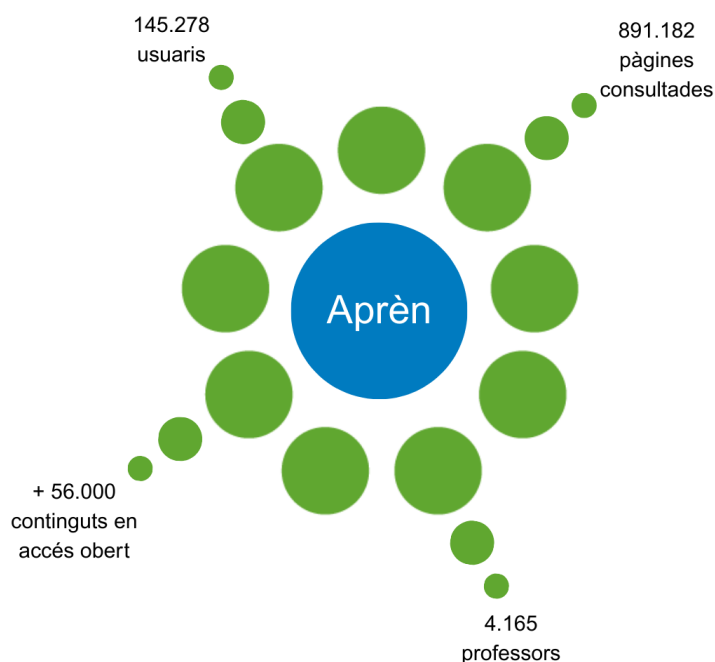 145.278
usuaris
891.182
pàgines
consultades
Aprèn
+ 56.000
continguts en
accés obert
4.165
professors